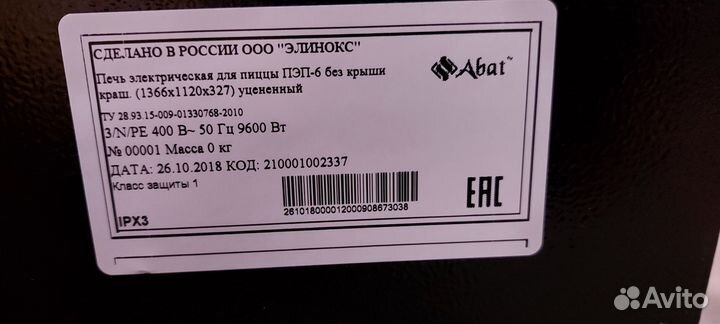 СДЕЛАНО В РОССИИ ООО "ЭЛИНОКС"
Abat™
Печь электрическая для пиццы ПЭП-6 без крыши
краш. (1366х1120х327) уцененный
ТУ 28.93.15-009-01330768-2010
3/N/PE 400 В~ 50 Гц 9600 Вт
№ 00001 Масса 0 кг
ДАТА: 26.10.2018 КОД: 210001002337
Класс защиты 1
261018000012000908673038
EAC
IPX3
Avito